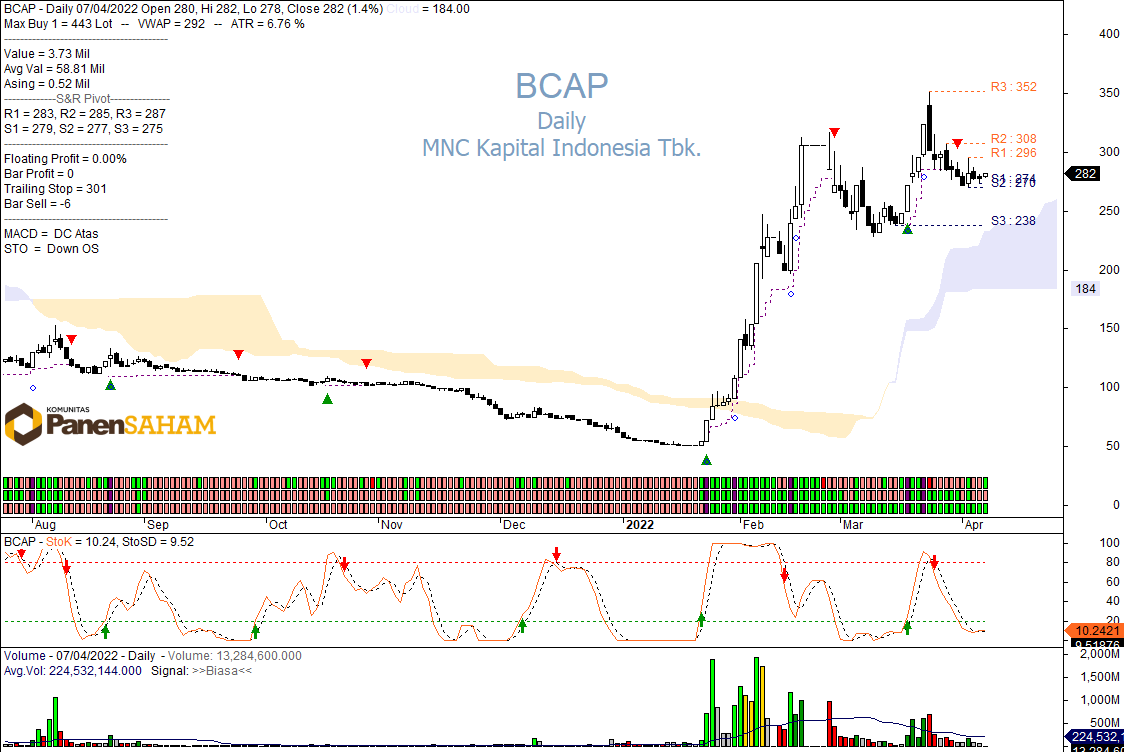 BCAP - Daily 07/04/2022 Open 280, Hi 282, Lo 278, Close 282 (1.4%) Cloud = 184.00
Max Buy 1 = 443 Lot -- VWAP = 292 -- ATR = 6.76 %
Value = 3.73 Mil
Avg Val = 58.81 Mil
Asing = 0.52 Mil
--------------S&R Pivot----------------
R1 = 283, R2 = 285, R3 = 287
S1 = 279, S2 = 277, S3 = 275
Floating Profit = 0.00%
Bar Profit = 0
Trailing Stop = 301
Bar Sell = -6
MACD = DC Atas
STO = Down OS
BCAP
Daily
MNC Kapital Indonesia Tbk.
R3 : 352
R2 : 308
R1 : 296
S1 : 274
S2 : 270
S3 : 238
400
350
300
282
250
200
184
150
100
50
0
KOMUNITAS
PanenSAHAM
Aug Sep Oct Nov Dec 2022 Feb Mar Apr
BCAP - StoK = 10.24, StoSD = 9.52
100
80
60
40
20
10.2421
9.51876
Volume - 07/04/2022 - Daily - Volume: 13,284,600.000
Avg.Vol: 224,532,144.000 Signal: >>Biasa<<
2,000M
1,500M
1,000M
500M
224,532,1